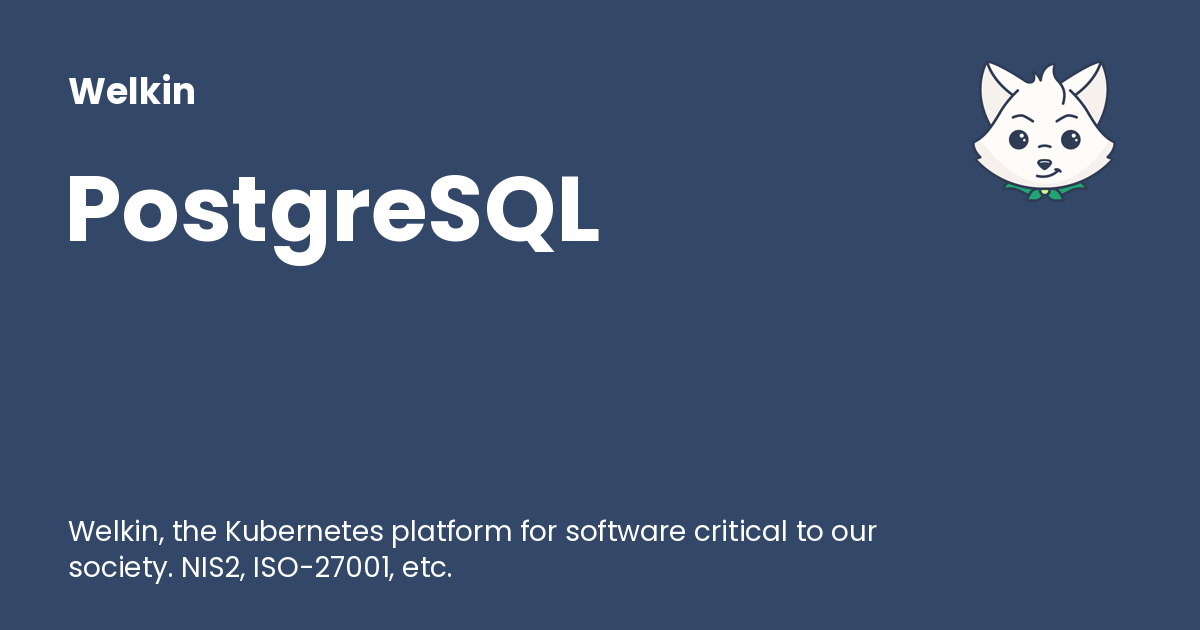 Welkin
PostgreSQL
Welkin, the Kubernetes platform for software critical to our
society. NIS2, ISO-27001, etc.